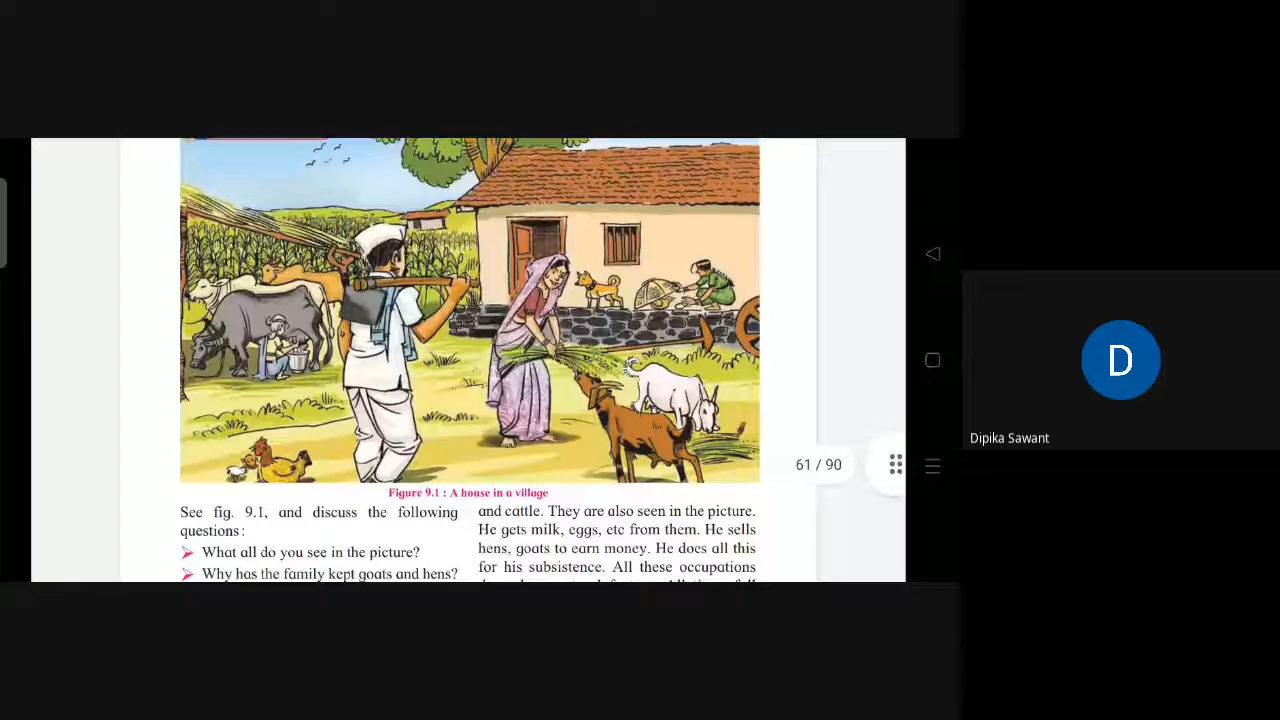 61 / 90
Figure 9.1 : A house in a village
See fig. 9.1, and discuss the following
questions:
➢ What all do you see in the picture?
➢ Why has the family kept goats and hens?
and cattle. They are also seen in the picture.
He gets milk, eggs, etc from them. He sells
hens, goats to earn money. He does all this
for his subsistence. All these occupations
D
Dipika Sawant